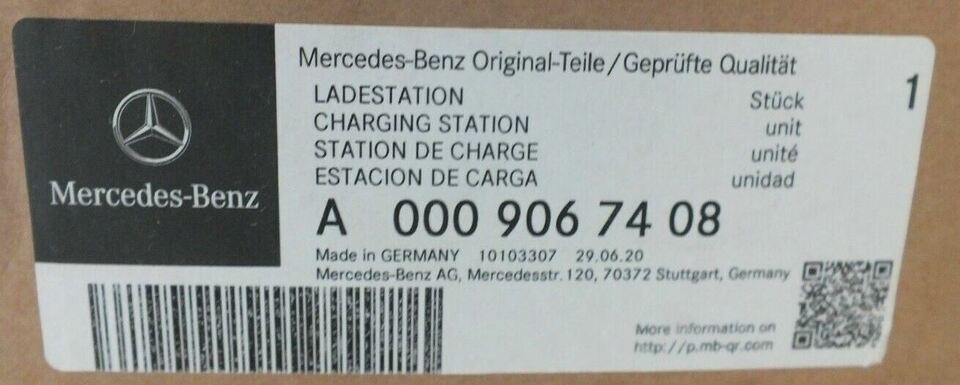 Mercedes-Benz
Mercedes-Benz Original-Teile/Geprüfte Qualität
LADESTATION Stück 1
CHARGING STATION unit
STATION DE CHARGE unité
ESTACION DE CARGA unidad
A 000 906 74 08
Made in GERMANY 10103307 29.06.20
Mercedes-Benz AG, Mercedesstr. 120, 70372 Stuttgart, Germany
More information on
http://p.mb-qr.com